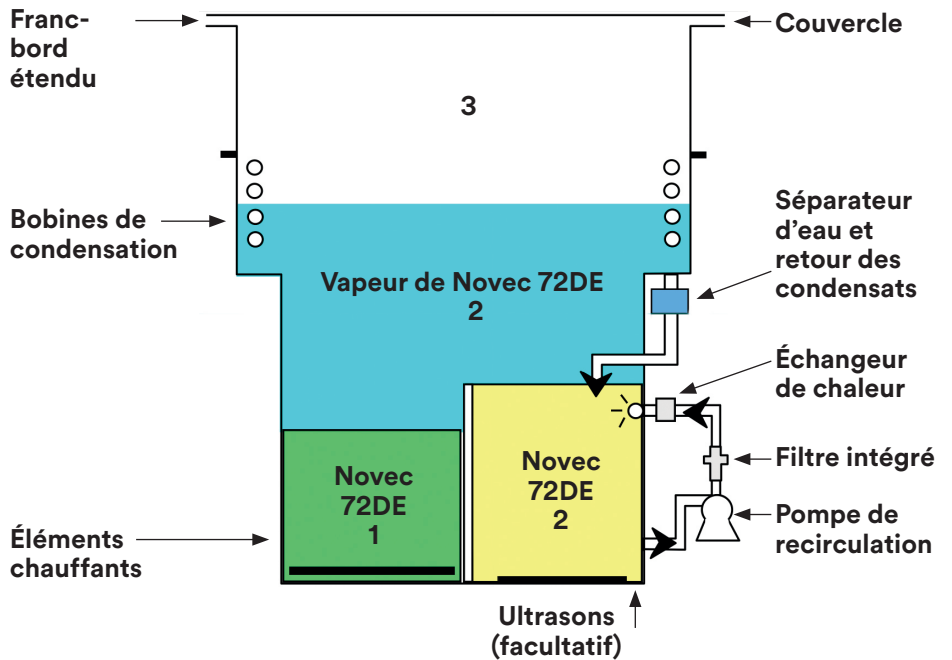 Franc-
bord
étendu
Couvercle
3
Bobines de
condensation
Séparateur
d'eau et
retour des
condensats
Vapeur de Novec 72DE
2
Échangeur
de chaleur
Novec
72DE
1
Novec
72DE
2
Filtre intégré
Pompe de
recirculation
Éléments
chauffants
Ultrasons
(facultatif)